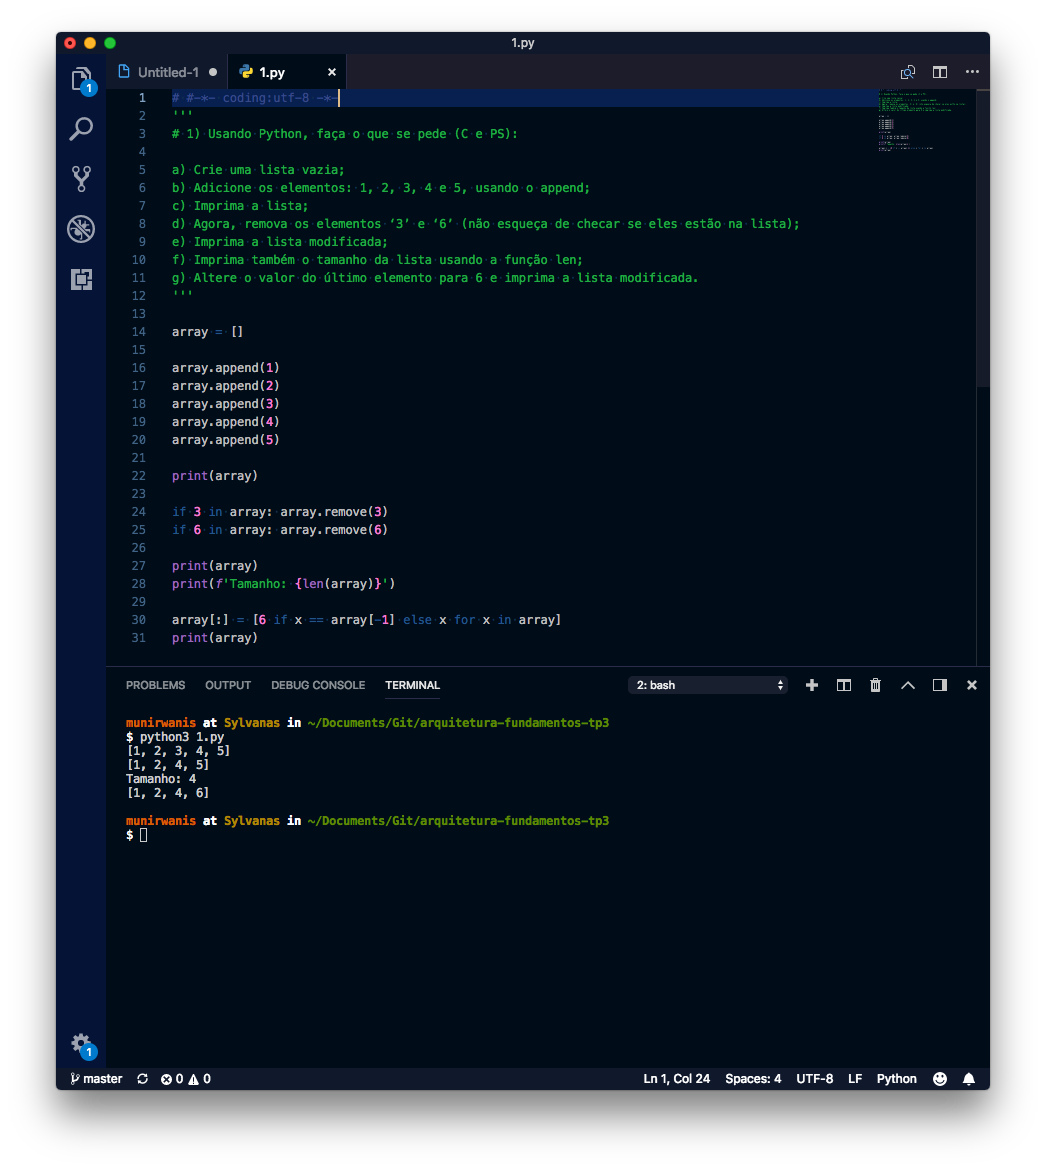 1.py
Untitled-1
1.py
1
1 # #-*- coding:utf-8 -*-
2 '''
3 # 1) Usando Python, faça o que se pede (C e PS):
4
5 a) Crie uma lista vazia;
6 b) Adicione os elementos: 1, 2, 3, 4 e 5, usando o append;
7 c) Imprima a lista;
8 d) Agora, remova os elementos ‘3’ e ‘6’ (não esqueça de checar se eles estão na lista);
9 e) Imprima a lista modificada;
10 f) Imprima também o tamanho da lista usando a função len;
11 g) Altere o valor do último elemento para 6 e imprima a lista modificada.
12 '''
13
14 array = []
15
16 array.append(1)
17 array.append(2)
18 array.append(3)
19 array.append(4)
20 array.append(5)
21
22 print(array)
23
24 if 3 in array: array.remove(3)
25 if 6 in array: array.remove(6)
26
27 print(array)
28 print(f'Tamanho: {len(array)}')
29
30 array[:] = [6 if x == array[-1] else x for x in array]
31 print(array)
PROBLEMS OUTPUT DEBUG CONSOLE TERMINAL 2: bash
munirwanis at Sylvanas in ~/Documents/Git/arquitetura-fundamentos-tp3
$ python3 1.py
[1, 2, 3, 4, 5]
[1, 2, 4, 5]
Tamanho: 4
[1, 2, 4, 6]
munirwanis at Sylvanas in ~/Documents/Git/arquitetura-fundamentos-tp3
$
1
master 0 0 Ln 1, Col 24 Spaces: 4 UTF-8 LF Python